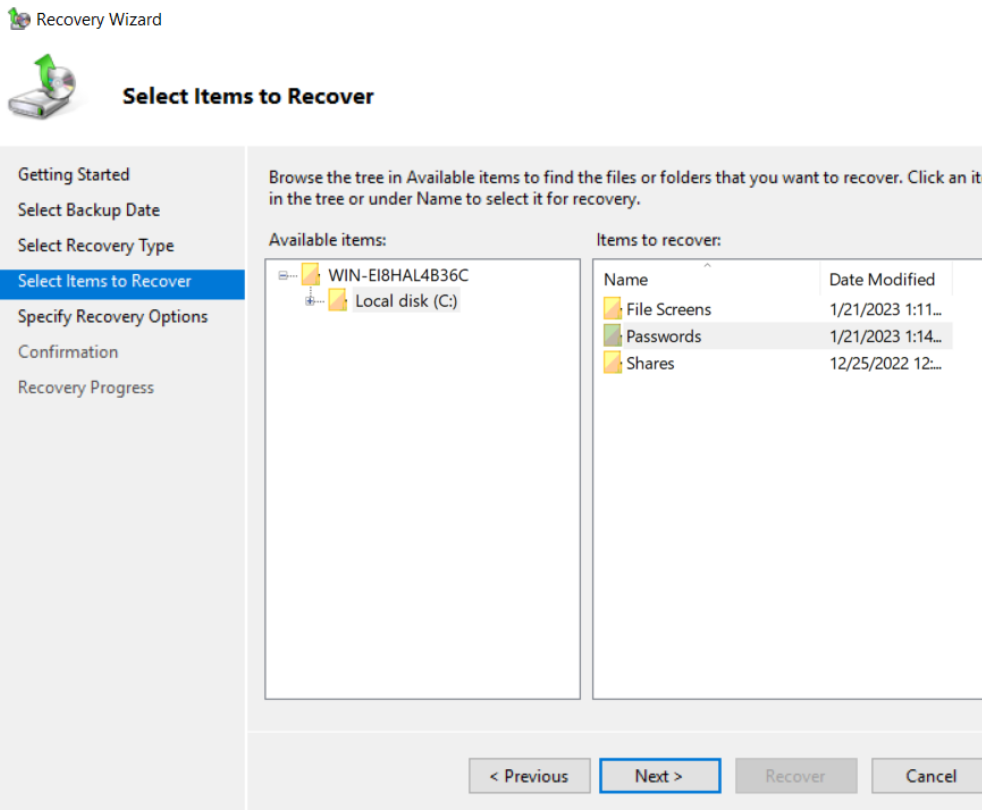 Recovery Wizard
Select Items to Recover
Getting Started
Select Backup Date
Select Recovery Type
Select Items to Recover
Specify Recovery Options
Confirmation
Recovery Progress
Browse the tree in Available items to find the files or folders that you want to recover. Click an it
in the tree or under Name to select it for recovery.
Available items:
WIN-EI8HAL4B36C
Local disk (C:)
Items to recover:
Name Date Modified
File Screens 1/21/2023 1:11...
Passwords 1/21/2023 1:14...
Shares 12/25/2022 12:...
< Previous Next > Recover Cancel